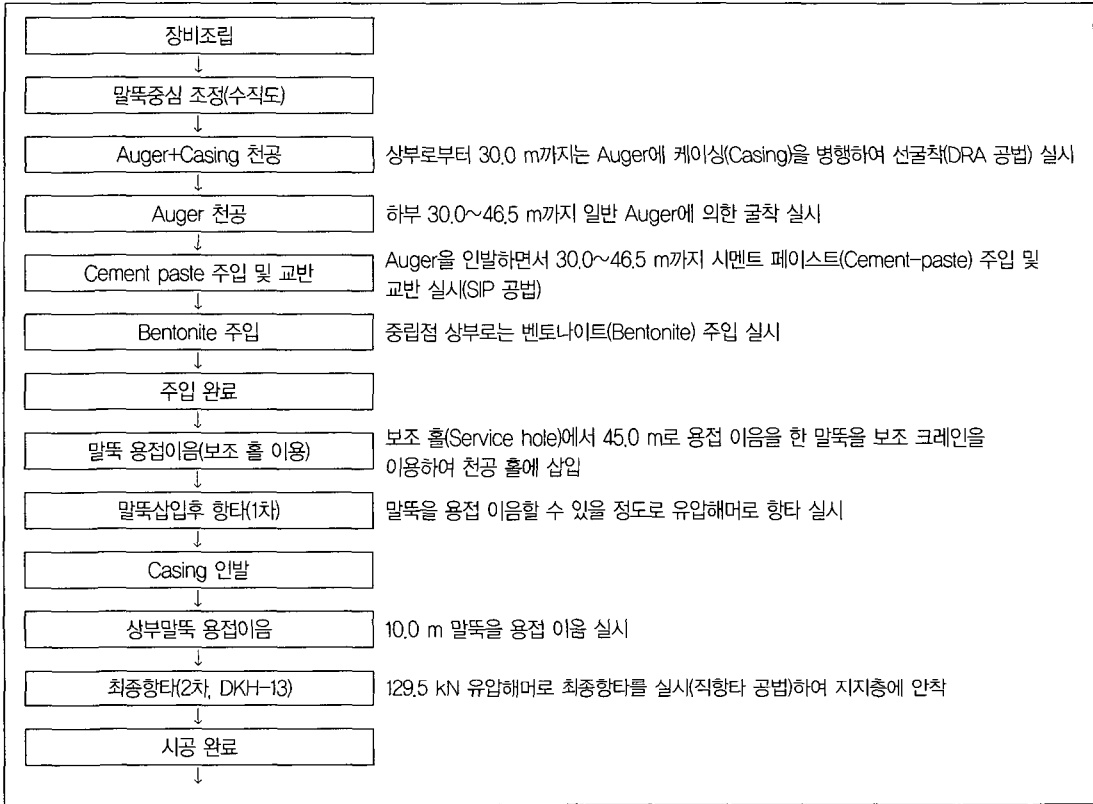 장비조립
↓
말뚝중심 조정(수직도)
↓
Auger+Casing 천공
상부로부터 30.0 m까지는 Auger에 케이싱(Casing)을 병행하여 선굴착(DRA 공법) 실시
↓
Auger 천공
하부 30.0~46.5 m까지 일반 Auger에 의한 굴착 실시
↓
Cement paste 주입 및 교반
Auger을 인발하면서 30.0~46.5 m까지 시멘트 페이스트(Cement-paste) 주입 및
교반 실시(SIP 공법)
↓
Bentonite 주입
중립점 상부로는 벤토나이트(Bentonite) 주입 실시
↓
주입 완료
↓
말뚝 용접이음(보조 홀 이용)
보조 홀(Service hole)에서 45.0 m로 용접 이음을 한 말뚝을 보조 크레인을
이용하여 천공 홀에 삽입
↓
말뚝삽입후 항타(1차)
말뚝을 용접 이음할 수 있을 정도로 유압해머로 항타 실시
↓
Casing 인발
↓
상부말뚝 용접이음
10.0 m 말뚝을 용접 이음 실시
↓
최종항타(2차, DKH-13)
129.5 kN 유압해머로 최종항타를 실시(직항타 공법)하여 지지층에 안착
↓
시공 완료
↓